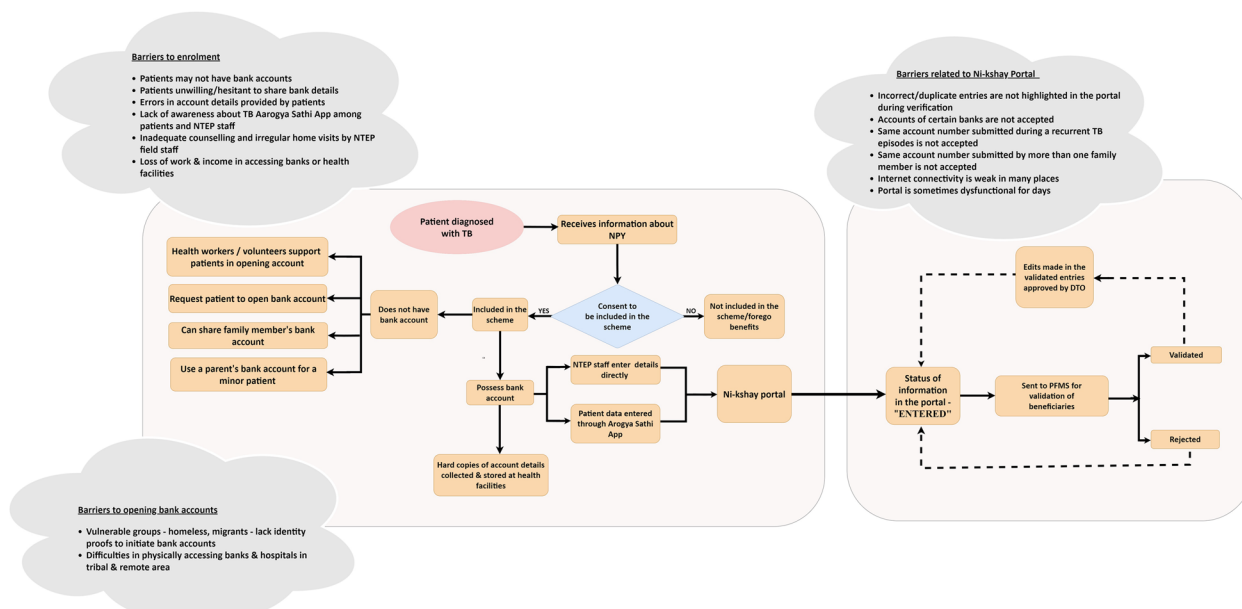 Barriers to enrolment
• Patients may not have bank accounts
• Patients unwilling/hesitant to share bank details
• Errors in account details provided by patients
• Lack of awareness about TB Aarogya Sathi App among
patients and NTEP staff
• Inadequate counselling and irregular home visits by NTEP
field staff
• Loss of work & income in accessing banks or health
facilities
Barriers related to Ni-kshay Portal
• Incorrect/duplicate entries are not highlighted in the portal
during verification
• Accounts of certain banks are not accepted
• Same account number submitted during a recurrent TB
episodes is not accepted
• Same account number submitted by more than one family
member is not accepted
• Internet connectivity is weak in many places
• Portal is sometimes dysfunctional for days
Patient diagnosed
with TB
Receives information about
NPY
Health workers / volunteers support
patients in opening account
Request patient to open bank account
Can share family member's bank
account
Use a parent's bank account for a
minor patient
Does not have
bank account
Included in the
scheme
YES
Consent to
be included in the
scheme
NO
Not included in the
scheme/forego
benefits
Possess bank
account
NTEP staff enter details
directly
Patient data entered
through Arogya Sathi
App
Ni-kshay portal
Hard copies of account details
collected & stored at health
facilities
Edits made in the
validated entries
approved by DTO
Status of
information
in the portal -
"ENTERED"
Sent to PFMS for
validation of
beneficiaries
Validated
Rejected
Barriers to opening bank accounts
• Vulnerable groups - homeless, migrants - lack identity
proofs to initiate bank accounts
• Difficulties in physically accessing banks & hospitals in
tribal & remote area